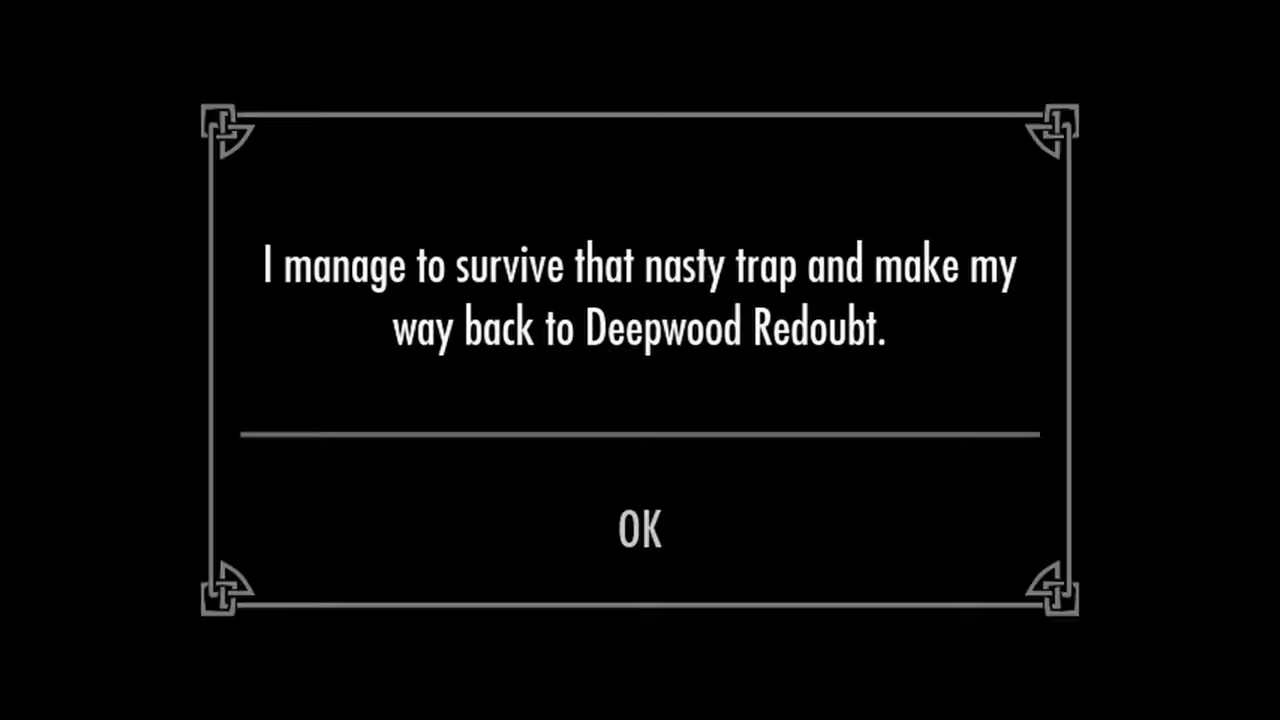 I manage to survive that nasty trap and make my
way back to Deepwood Redoubt.
OK